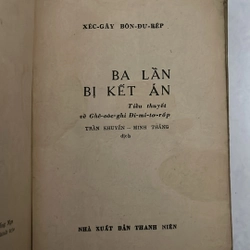 XÉC-GÂY BÔN-ĐU-RÉP
BA LẦN
BỊ KẾT ÁN
Tiểu thuyết
về Ghê-oóc-ghi Đi-mi-tơ-rốp
TRẦN KHUYẾN — MINH THẮNG
dịch
NHÀ XUẤT BẢN THANH NIÊN